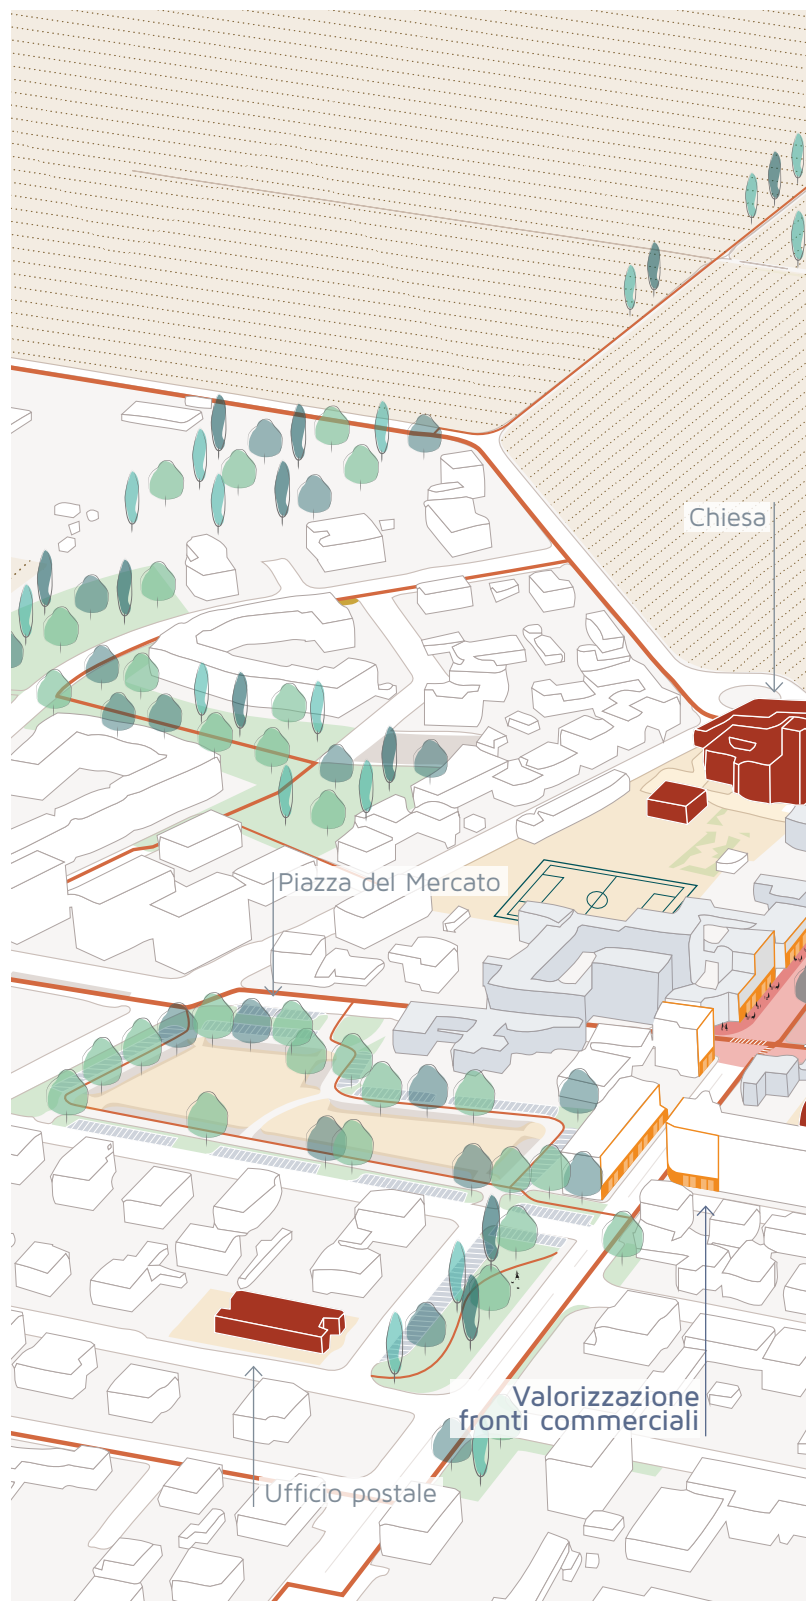 Chiesa
Piazza del Mercato
Valorizzazione
fronti commerciali
Ufficio postale